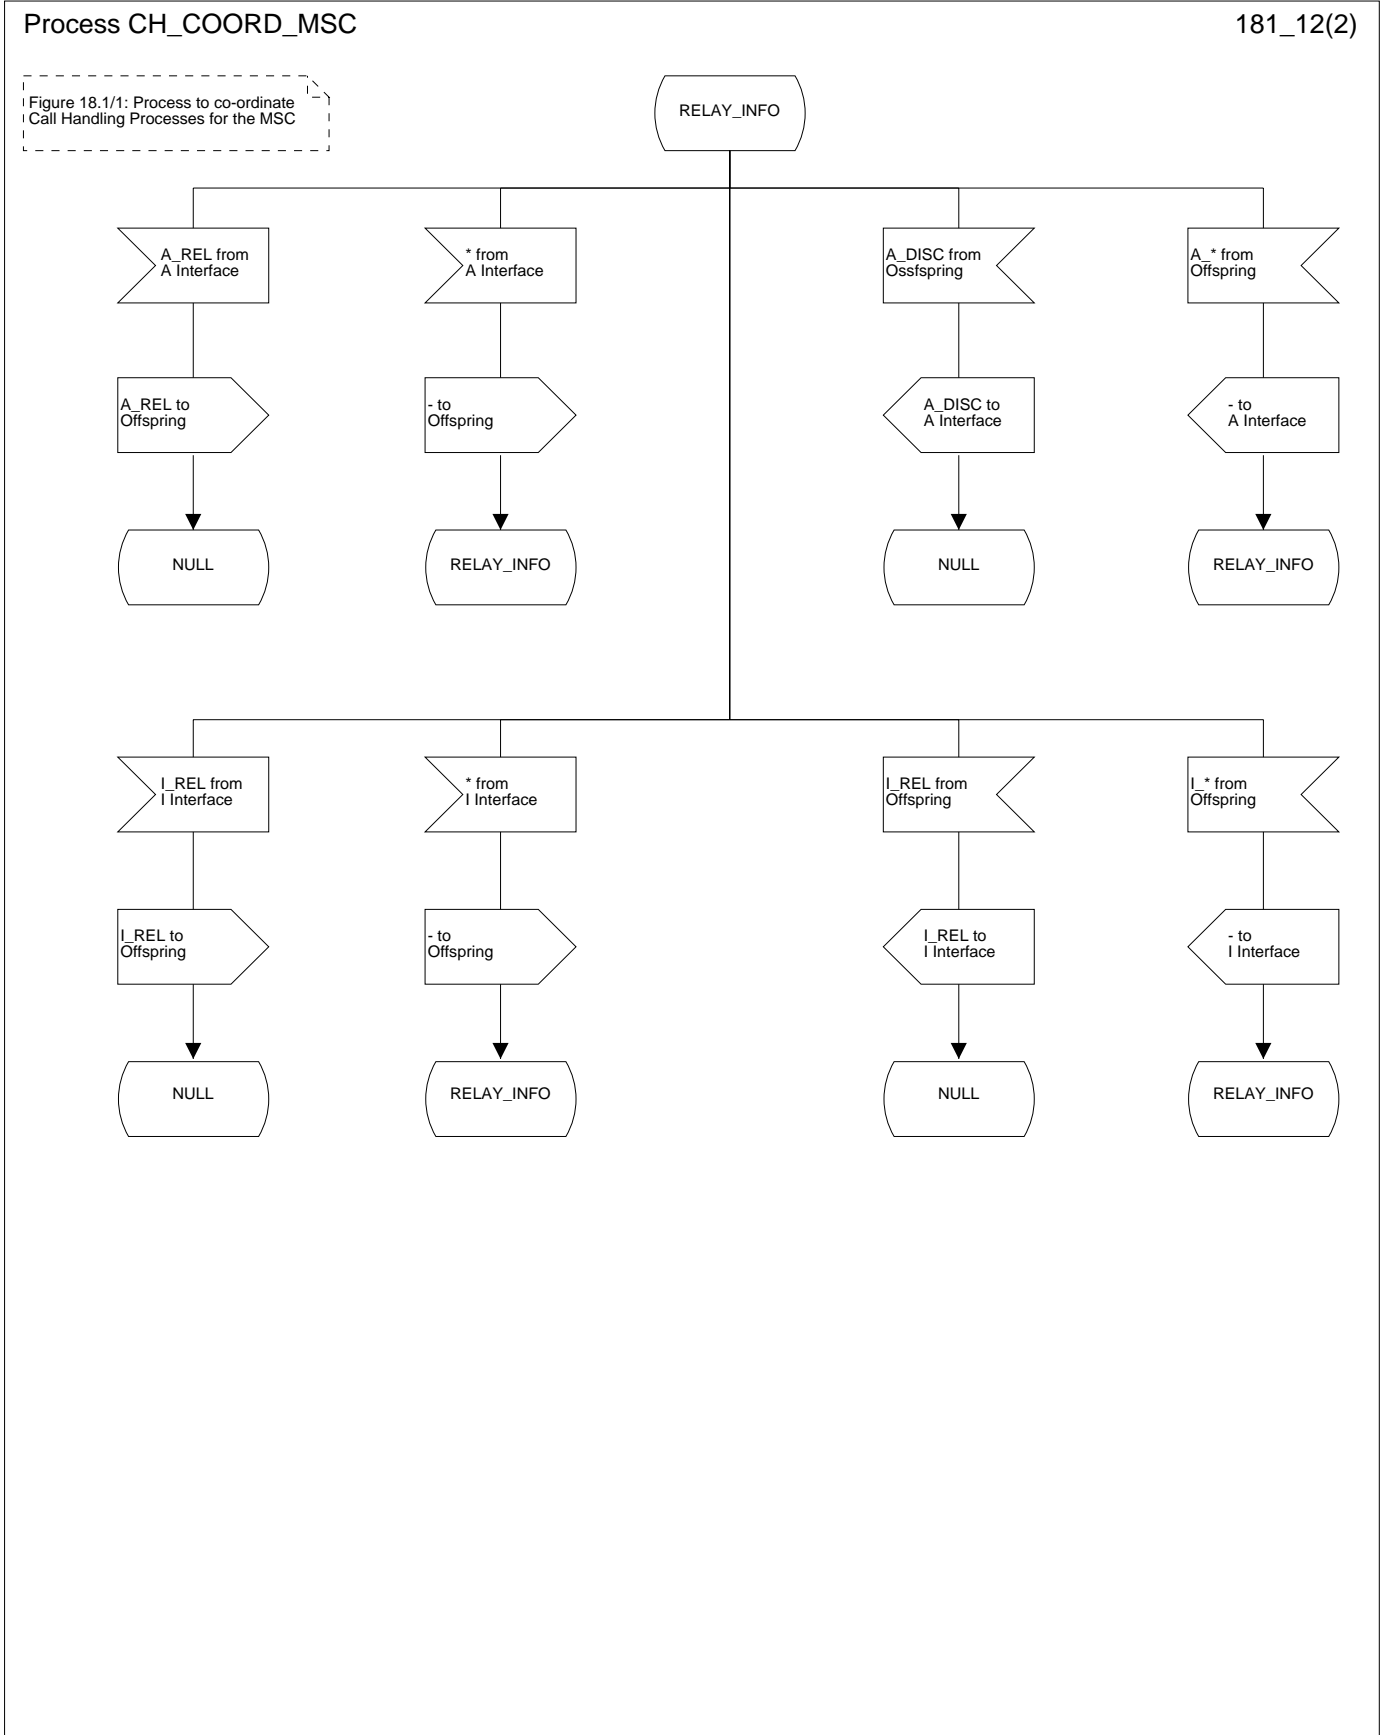 Process CH_COORD_MSC
181_12(2)
Figure 18.1/1: Process to co-ordinate
Call Handling Processes for the MSC
RELAY_INFO
A_REL from
A Interface
* from
A Interface
A_DISC from
Ossfspring
A_* from
Offspring
A_REL to
Offspring
- to
Offspring
A_DISC to
A Interface
- to
A Interface
NULL
RELAY_INFO
NULL
RELAY_INFO
I_REL from
I Interface
* from
I Interface
I_REL from
Offspring
I_* from
Offspring
I_REL to
Offspring
- to
Offspring
I_REL to
I Interface
- to
I Interface
NULL
RELAY_INFO
NULL
RELAY_INFO